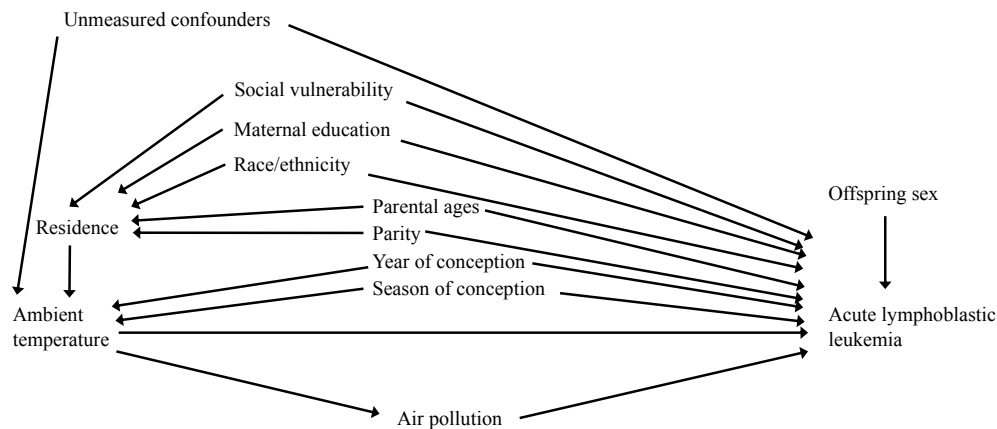 Unmeasured confounders
Social vulnerability
Maternal education
Race/ethnicity
Offspring sex
Parental ages
Residence
Parity
Year of conception
Season of conception
Ambient
temperature
Acute lymphoblastic
leukemia
Air pollution